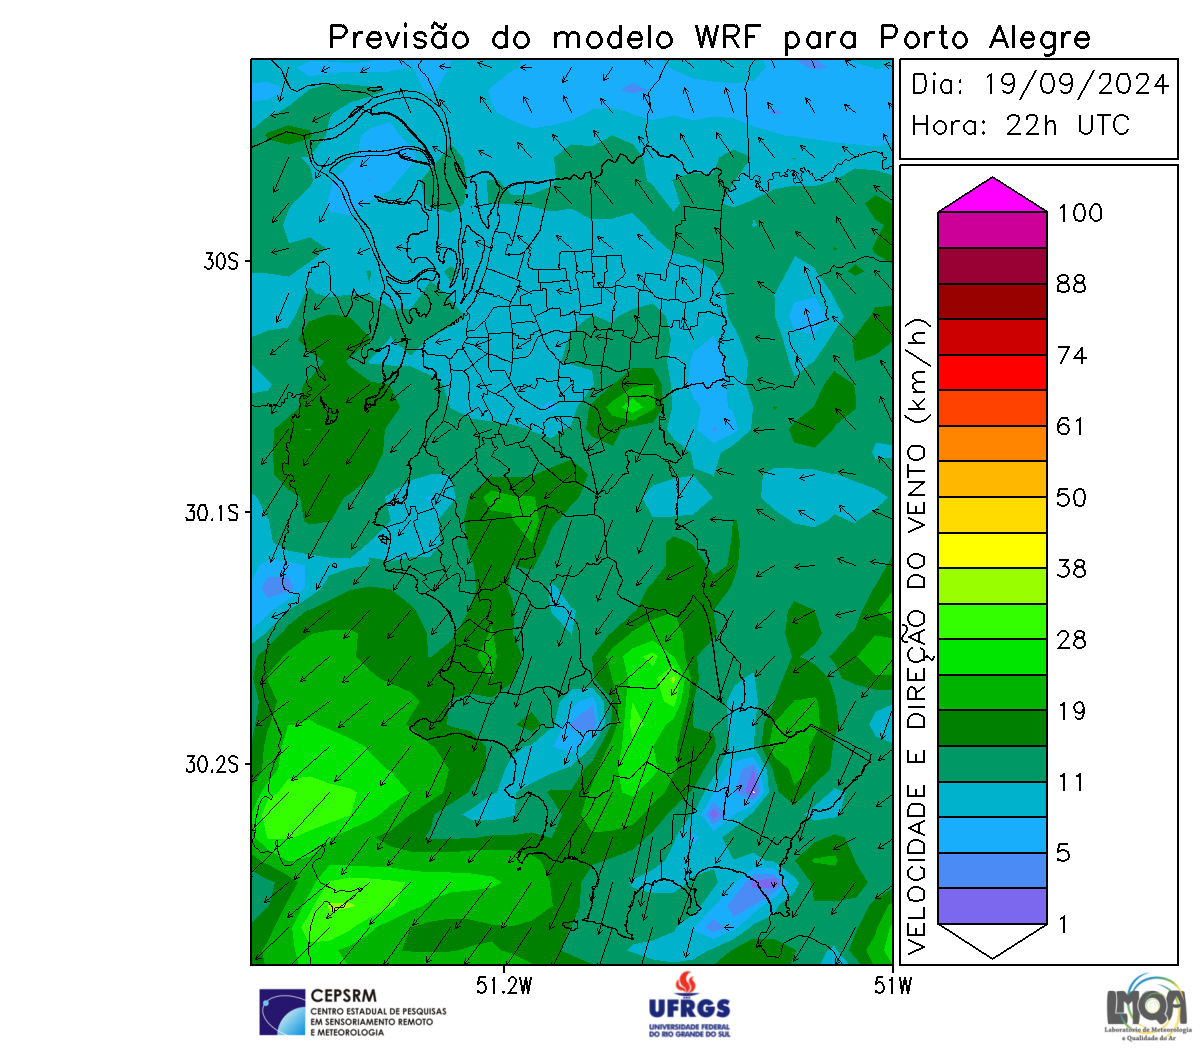 Previsão do modelo WRF para Porto Alegre
Dia: 19/09/2024
Hora: 22h UTC
VELOCIDADE E DIREÇÃO DO VENTO (km/h)
100
88
74
61
50
38
28
19
11
5
1
30S
30.1S
30.2S
51.2W
51W
CEPSRM
CENTRO ESTADUAL DE PESQUISAS
EM SENSORIAMENTO REMOTO
E METEOROLOGIA
UFRGS
UNIVERSIDADE FEDERAL
DO RIO GRANDE DO SUL
LMQA
Laboratório de Meteorologia
e Qualidade do Ar